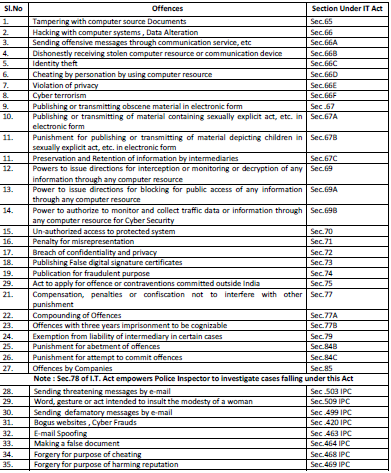 Sl.No Offences Section Under IT Act
1. Tampering with computer source Documents Sec.65
2. Hacking with computer systems , Data Alteration Sec.66
3. Sending offensive messages through communication service, etc Sec.66A
4. Dishonestly receiving stolen computer resource or communication device Sec.66B
5. Identity theft Sec.66C
6. Cheating by personation by using computer resource Sec.66D
7. Violation of privacy Sec.66E
8. Cyber terrorism Sec.66F
9. Publishing or transmitting obscene material in electronic form Sec .67
10. Publishing or transmitting of material containing sexually explicit act, etc. in Sec.67A
electronic form
11. Punishment for publishing or transmitting of material depicting children in Sec.67B
sexually explicit act, etc. in electronic form
11. Preservation and Retention of information by intermediaries Sec.67C
12. Powers to issue directions for interception or monitoring or decryption of any Sec.69
information through any computer resource
13. Power to issue directions for blocking for public access of any information Sec.69A
through any computer resource
14. Power to authorize to monitor and collect traffic data or information through Sec.69B
any computer resource for Cyber Security
15. Un-authorized access to protected system Sec.70
16. Penalty for misrepresentation Sec.71
17. Breach of confidentiality and privacy Sec.72
18. Publishing False digital signature certificates Sec.73
19. Publication for fraudulent purpose Sec.74
29. Act to apply for offence or contraventions committed outside India Sec.75
21. Compensation, penalties or confiscation not to interfere with other Sec.77
punishment
22. Compounding of Offences Sec.77A
23. Offences with three years imprisonment to be cognizable Sec.77B
24. Exemption from liability of intermediary in certain cases Sec.79
25. Punishment for abetment of offences Sec.84B
26. Punishment for attempt to commit offences Sec.84C
27. Offences by Companies Sec.85
Note : Sec.78 of I.T. Act empowers Police Inspector to investigate cases falling under this Act
28. Sending threatening messages by e-mail Sec .503 IPC
29. Word, gesture or act intended to insult the modesty of a woman Sec.509 IPC
30. Sending defamatory messages by e-mail Sec .499 IPC
31. Bogus websites , Cyber Frauds Sec .420 IPC
32. E-mail Spoofing Sec .463 IPC
33. Making a false document Sec.464 IPC
34. Forgery for purpose of cheating Sec.468 IPC
35. Forgery for purpose of harming reputation Sec.469 IPC